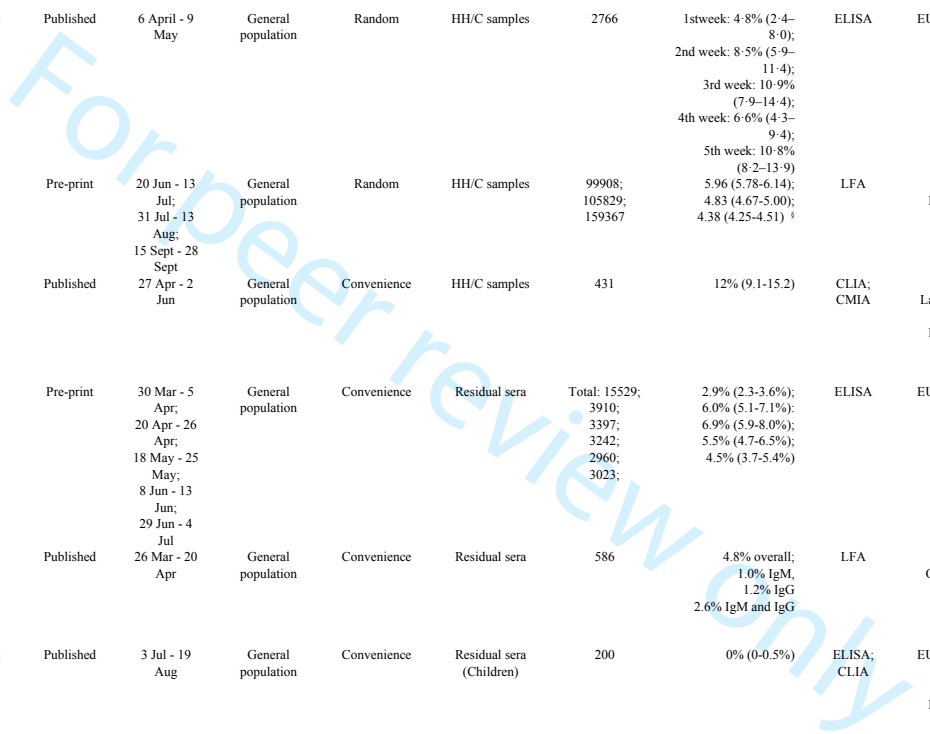 Published 6 April - 9 General Random HH/C samples 2766 1stweek: 4·8% (2·4– ELISA EU
May population 8·0);
2nd week: 8·5% (5·9–
11·4);
3rd week: 10·9%
(7·9–14·4);
4th week: 6·6% (4·3–
9·4);
5th week: 10·8%
(8·2–13·9)
Pre-print 20 Jun - 13 General Random HH/C samples 99908; 5.96 (5.78-6.14); LFA
Jul; population 105829; 4.83 (4.67-5.00);
31 Jul - 13 159367 4.38 (4.25-4.51) §
Aug;
15 Sept - 28
Sept
Published 27 Apr - 2 General Convenience HH/C samples 431 12% (9.1-15.2) CLIA;
Jun population CMIA La
Pre-print 30 Mar - 5 General Convenience Residual sera Total: 15529; 2.9% (2.3-3.6%); ELISA EU
Apr; population 3910; 6.0% (5.1-7.1%):
20 Apr - 26 3397; 6.9% (5.9-8.0%);
Apr; 3242; 5.5% (4.7-6.5%);
18 May - 25 2960; 4.5% (3.7-5.4%)
May; 3023;
8 Jun - 13
Jun;
29 Jun - 4
Jul
Published 26 Mar - 20 General Convenience Residual sera 586 4.8% overall; LFA
Apr population 1.0% IgM,
1.2% IgG
2.6% IgM and IgG
Published 3 Jul - 19 General Convenience Residual sera 200 0% (0-0.5%) ELISA; EU
Aug population (Children) CLIA
For peer review only